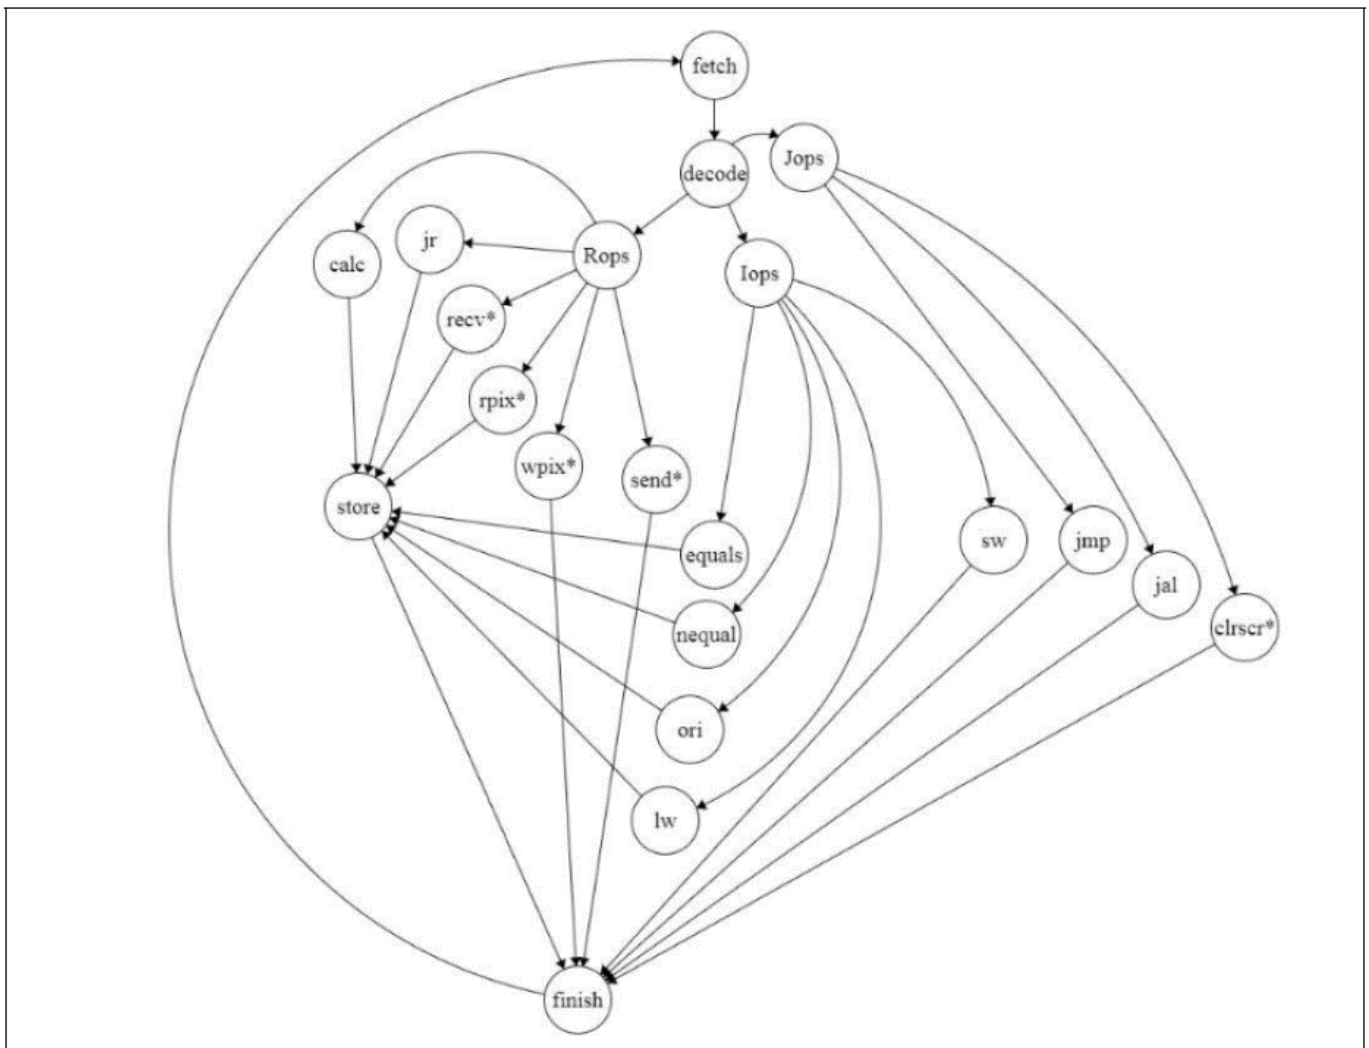 fetch
Jops
decode
jr
Rops
calc
Iops
recv*
rpix*
wpix*
send*
store
equals
sw
jmp
jal
nequal
clrscr*
ori
lw
finish